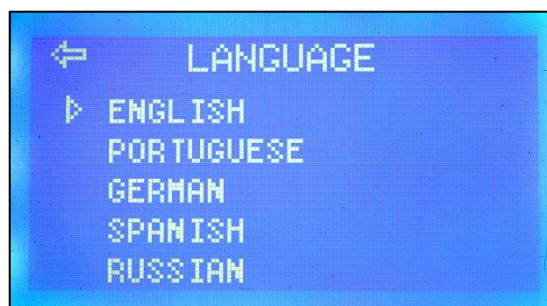 LANGUAGE
ENGLISH
PORTUGUESE
GERMAN
SPANISH
RUSSIAN